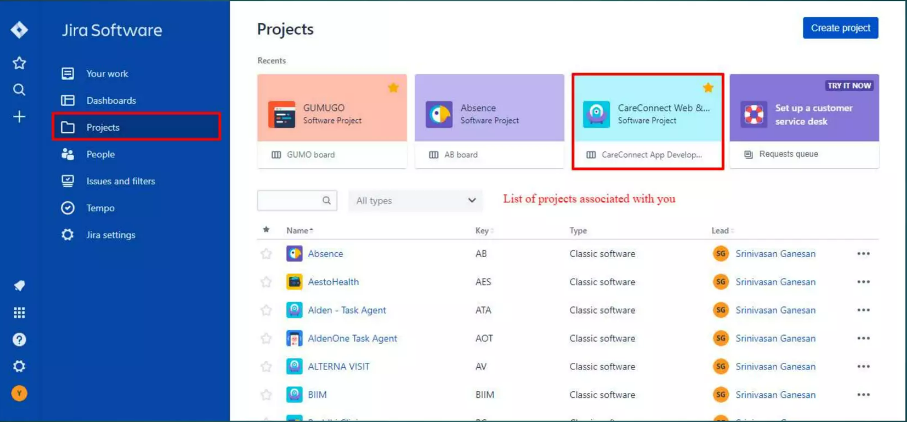 Jira Software
Your work
Dashboards
Projects
People
Issues and filters
Tempo
Jira settings
Y
Projects
Create project
Recents
GUMUGO
Software Project
GUMO board
Absence
Software Project
AB board
CareConnect Web &...
Software Project
CareConnect App Develop...
TRY IT NOW
Set up a customer
service desk
Requests queue
All types
List of projects associated with you
Name Key Type Lead
Absence AB Classic software SG Srinivasan Ganesan
AestoHealth AES Classic software SG Srinivasan Ganesan
Alden - Task Agent ATA Classic software SG Srinivasan Ganesan
AldenOne Task Agent AOT Classic software SG Srinivasan Ganesan
ALTERNA VISIT AV Classic software SG Srinivasan Ganesan
BIIM BIIM Classic software SG Srinivasan Ganesan